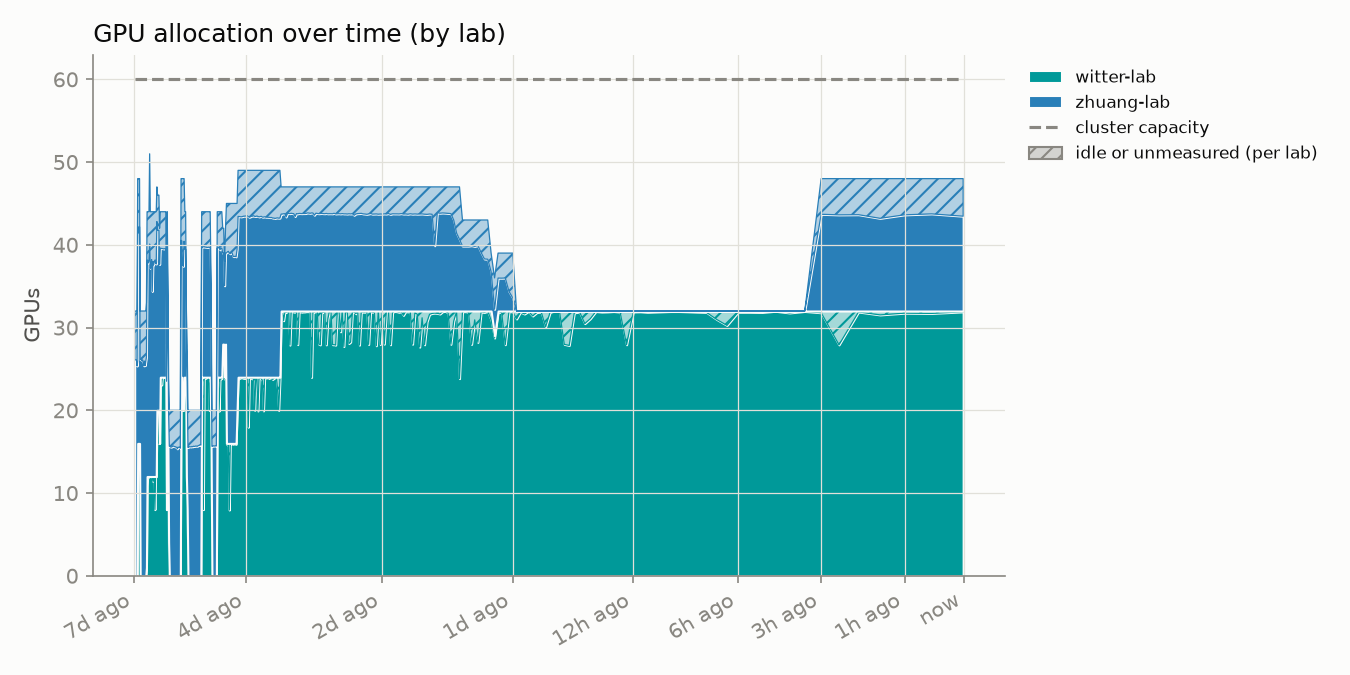 GPU allocation over time (by lab)
witter-lab
zhuang-lab
cluster capacity
idle or unmeasured (per lab)
GPUs
60
50
40
30
20
10
0
7d ago
4d ago
2d ago
1d ago
12h ago
6h ago
3h ago
1h ago
now